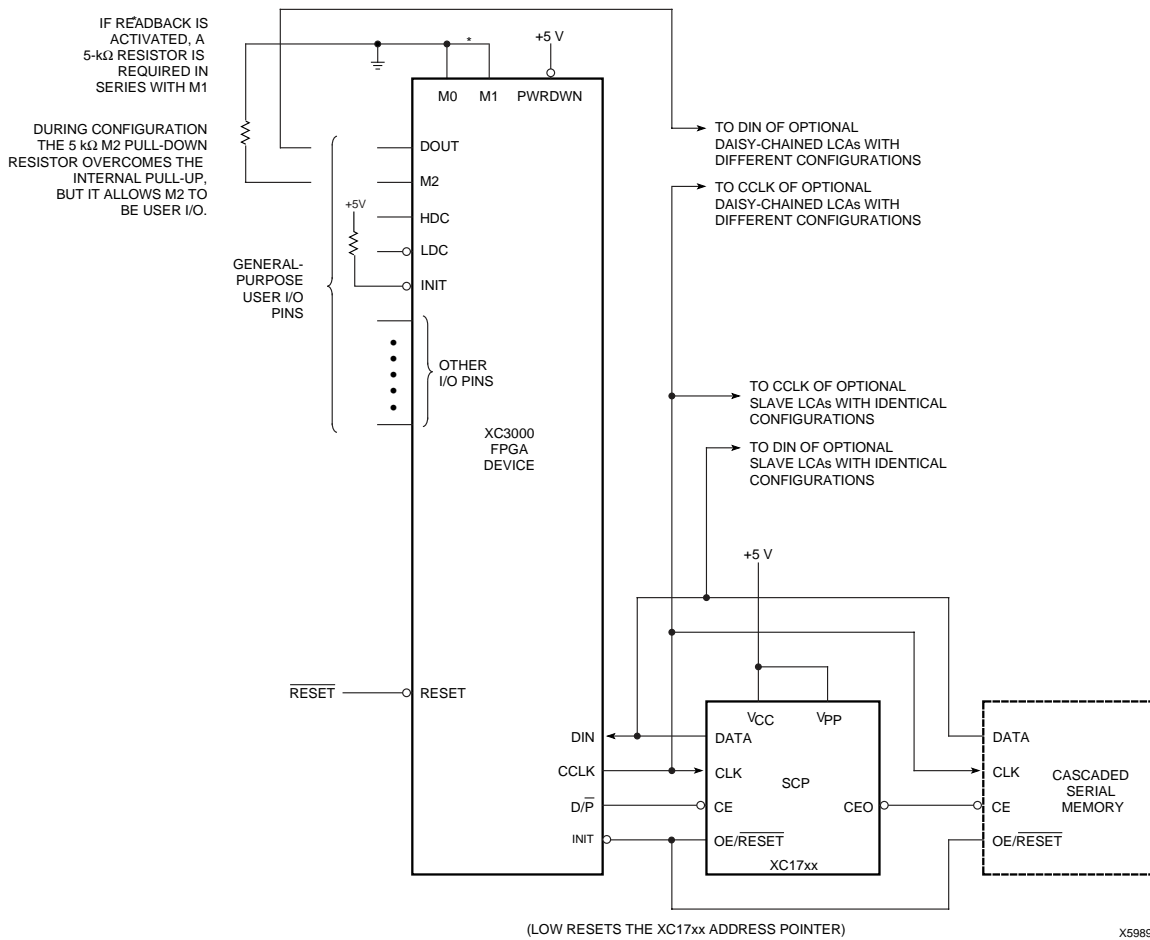 *
IF READBACK IS
ACTIVATED, A
5-kΩ RESISTOR IS
REQUIRED IN
SERIES WITH M1
DURING CONFIGURATION
THE 5 kΩ M2 PULL-DOWN
RESISTOR OVERCOMES THE
INTERNAL PULL-UP,
BUT IT ALLOWS M2 TO
BE USER I/O.
*
+5 V
M0 M1 PWRDWN
DOUT
M2
+5V
HDC
LDC
INIT
GENERAL-
PURPOSE
USER I/O
PINS
OTHER
I/O PINS
XC3000
FPGA
DEVICE
TO DIN OF OPTIONAL
DAISY-CHAINED LCAs WITH
DIFFERENT CONFIGURATIONS
TO CCLK OF OPTIONAL
DAISY-CHAINED LCAs WITH
DIFFERENT CONFIGURATIONS
TO CCLK OF OPTIONAL
SLAVE LCAs WITH IDENTICAL
CONFIGURATIONS
TO DIN OF OPTIONAL
SLAVE LCAs WITH IDENTICAL
CONFIGURATIONS
+5 V
RESET
RESET
DIN
CCLK
D/P
INIT
VCC VPP
DATA
CLK
SCP
CE
CEO
OE/RESET
XC17xx
DATA
CLK
CE
OE/RESET
CASCADED
SERIAL
MEMORY
(LOW RESETS THE XC17xx ADDRESS POINTER)
X5989